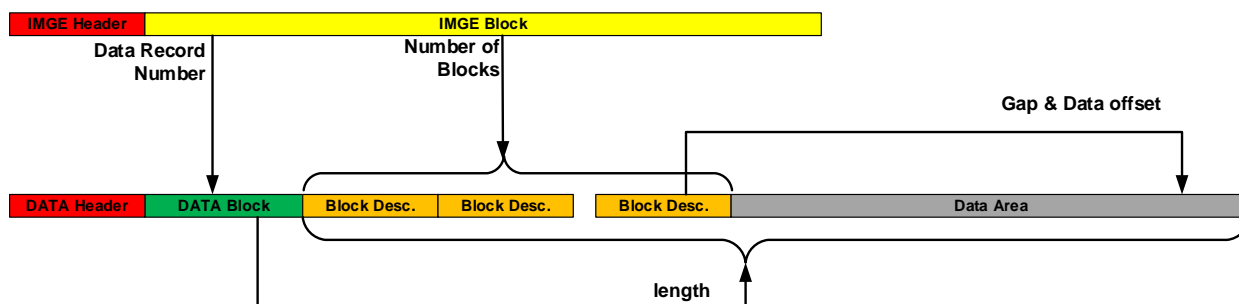 IMGE Header
IMGE Block
Data Record
Number
Number of
Blocks
Gap & Data offset
DATA Header
DATA Block
Block Desc.
Block Desc.
Block Desc.
Data Area
length